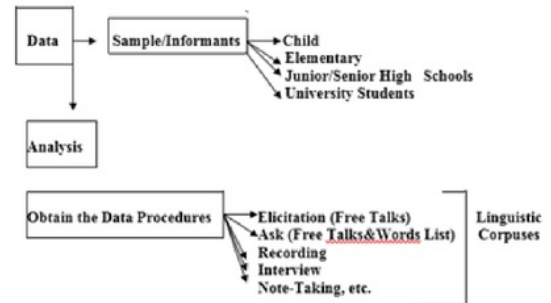 Data
Sample/Informants
Child
Elementary
Junior/Senior High Schools
University Students
Analysis
Obtain the Data Procedures
Elicitation (Free Talks)
Ask (Free Talks&Words List)
Recording
Interview
Note-Taking, etc.
Linguistic
Corpuses